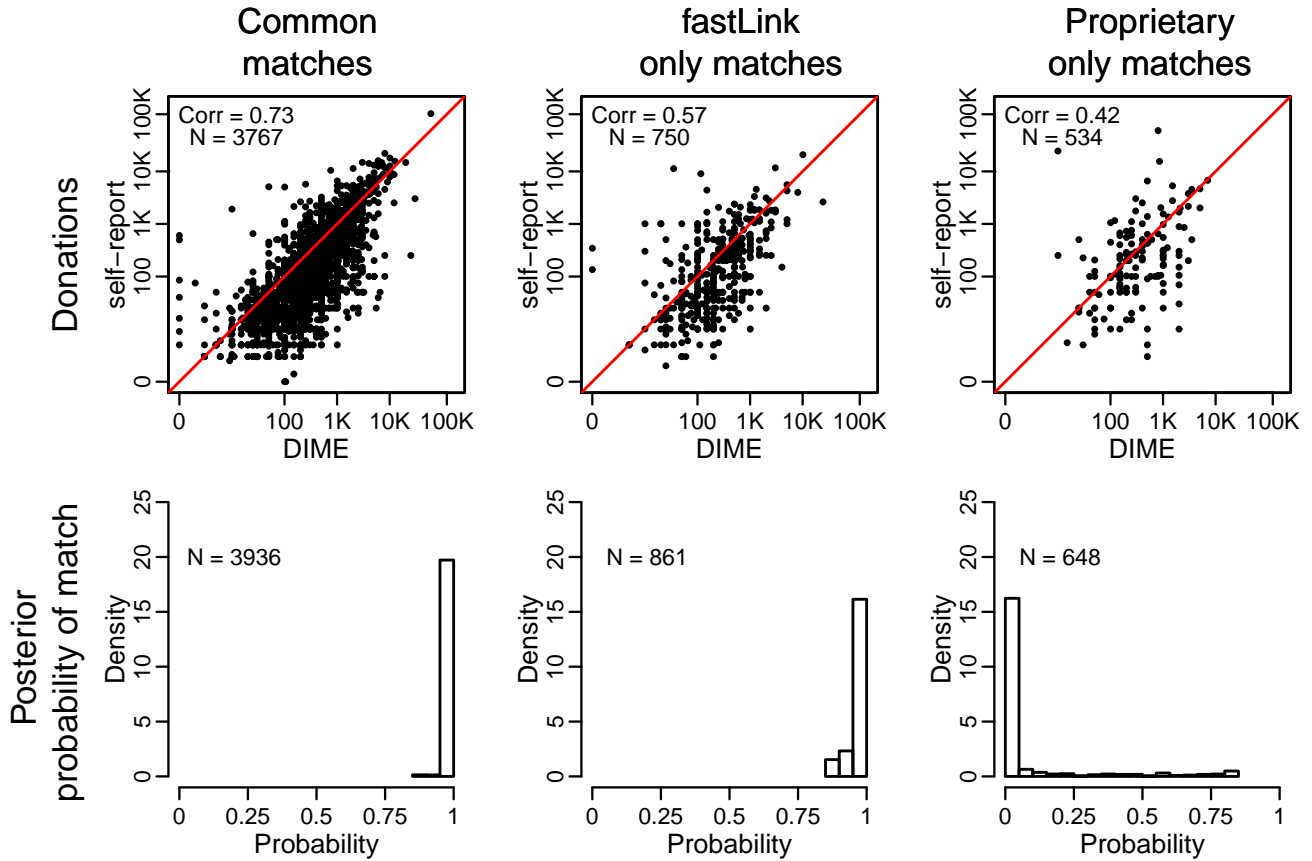 Common
matches
fastLink
only matches
Proprietary
only matches
Donations
self−report
0 100 1K 10K 100K
Corr = 0.73
N = 3767
0 100 1K 10K 100K
DIME
self−report
0 100 1K 10K 100K
Corr = 0.57
N = 750
0 100 1K 10K 100K
DIME
self−report
0 100 1K 10K 100K
Corr = 0.42
N = 534
0 100 1K 10K 100K
DIME
Posterior
probability of match
Density
0 5 10 15 20 25
N = 3936
0 0.25 0.5 0.75 1
Probability
Density
0 5 10 15 20 25
N = 861
0 0.25 0.5 0.75 1
Probability
Density
0 5 10 15 20 25
N = 648
0 0.25 0.5 0.75 1
Probability